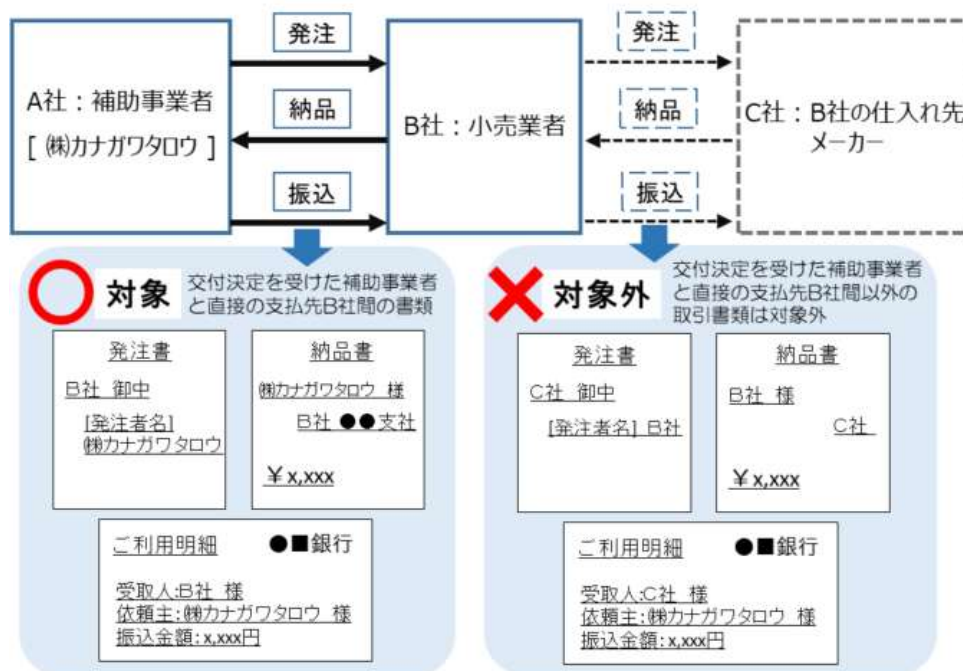 発注
納品
振込
A社：補助事業者
[ ㈱カナガワタロウ ]
B社：小売業者
発注
納品
振込
C社：B社の仕入れ先
メーカー
対象
交付決定を受けた補助事業者
と直接の支払先B社間の書類
発注書
B社 御中
[発注者名]
㈱カナガワタロウ
納品書
㈱カナガワタロウ 様
B社 ●●支社
￥x,xxx
ご利用明細 ●■銀行
受取人:B社 様
依頼主:㈱カナガワタロウ 様
振込金額:x,xxx円
対象外
交付決定を受けた補助事業者
と直接の支払先B社間以外の
取引書類は対象外
発注書
C社 御中
[発注者名] B社
納品書
B社 様
C社
￥x,xxx
ご利用明細 ●■銀行
受取人:C社 様
依頼主:㈱カナガワタロウ 様
振込金額:x,xxx円